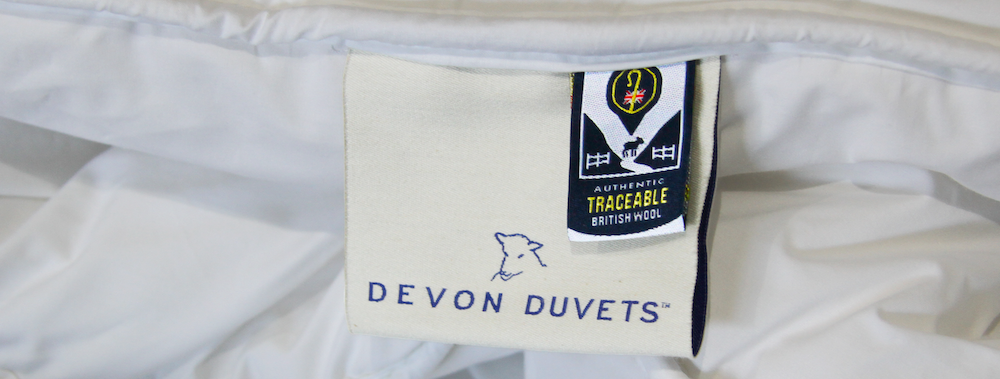 AUTHENTIC
TRACEABLE
BRITISH WOOL
DEVON DUVETS™